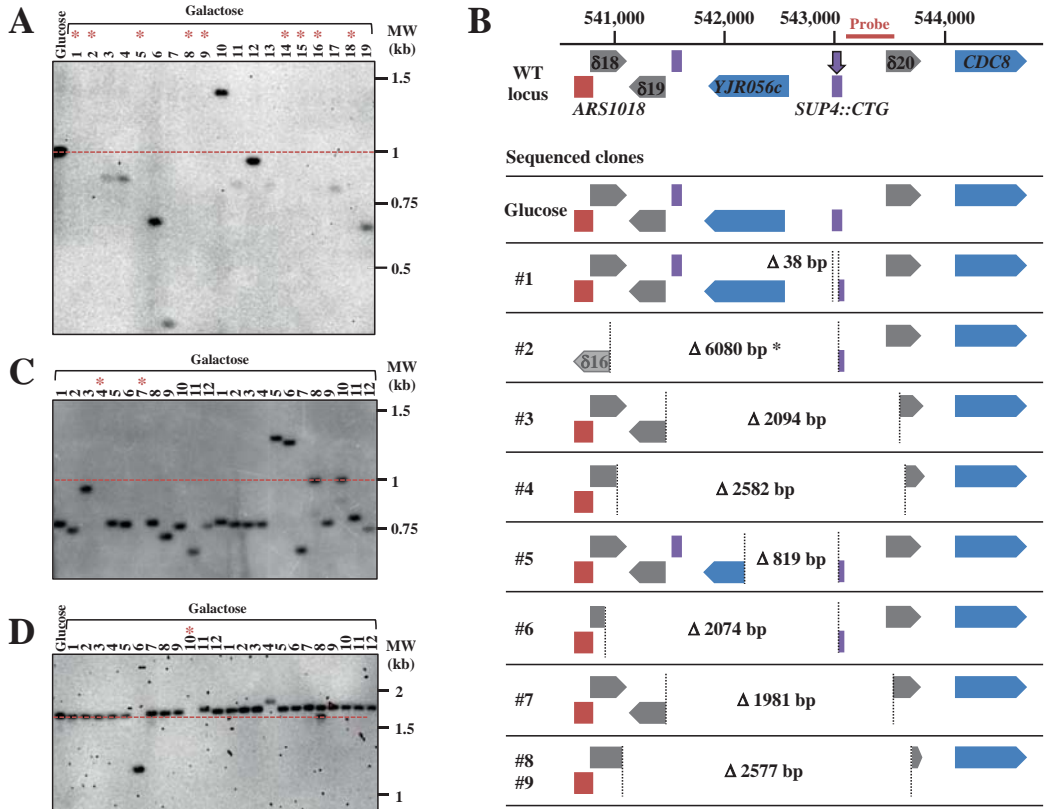 A
Galactose
MW
(kb)
Glucose
1
*
2
*
3
4
5
*
6
7
8
*
9
*
10
11
12
13
14
*
15
*
16
*
17
18
*
19
1.5
1
0.75
0.5
B
541,000 542,000 543,000 544,000
Probe
WT
locus
δ18
δ19
YJR056c
δ20
CDC8
ARS1018
SUP4::CTG
Sequenced clones
Glucose
#1
Δ 38 bp
#2
δ16
Δ 6080 bp *
#3
Δ 2094 bp
#4
Δ 2582 bp
#5
Δ 819 bp
#6
Δ 2074 bp
#7
Δ 1981 bp
#8
#9
Δ 2577 bp
C
Galactose
MW
(kb)
1
2
3
4
*
5
6
7
*
8
9
10
11
12
1
2
3
4
5
6
7
8
9
10
11
12
1.5
1
0.75
D
Galactose
MW
(kb)
Glucose
1
2
3
4
5
6
7
8
9
10
*
11
12
1
2
3
4
5
6
7
8
9
10
11
12
2
1.5
1